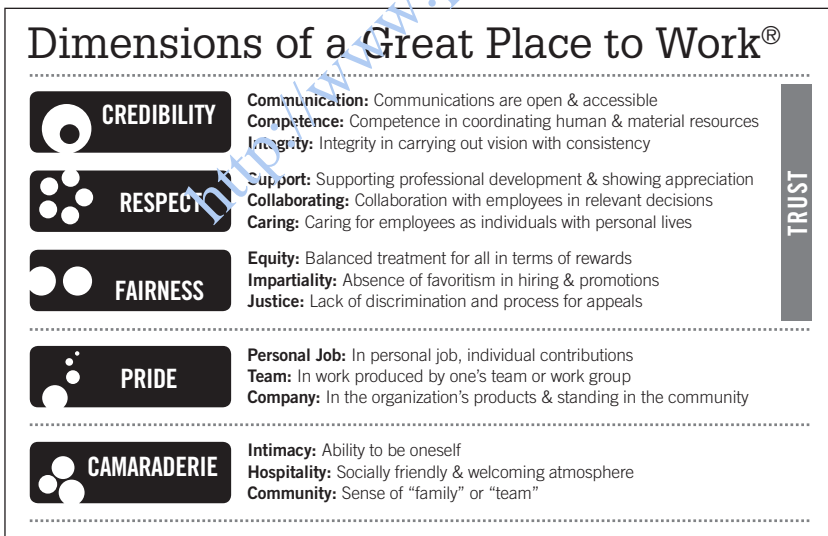 Dimensions of a Great Place to Work®
CREDIBILITY
Communication: Communications are open & accessible
Competence: Competence in coordinating human & material resources
Integrity: Integrity in carrying out vision with consistency
RESPECT
Support: Supporting professional development & showing appreciation
Collaborating: Collaboration with employees in relevant decisions
Caring: Caring for employees as individuals with personal lives
FAIRNESS
Equity: Balanced treatment for all in terms of rewards
Impartiality: Absence of favoritism in hiring & promotions
Justice: Lack of discrimination and process for appeals
TRUST
PRIDE
Personal Job: In personal job, individual contributions
Team: In work produced by one’s team or work group
Company: In the organization’s products & standing in the community
CAMARADERIE
Intimacy: Ability to be oneself
Hospitality: Socially friendly & welcoming atmosphere
Community: Sense of “family” or “team”
http://www.